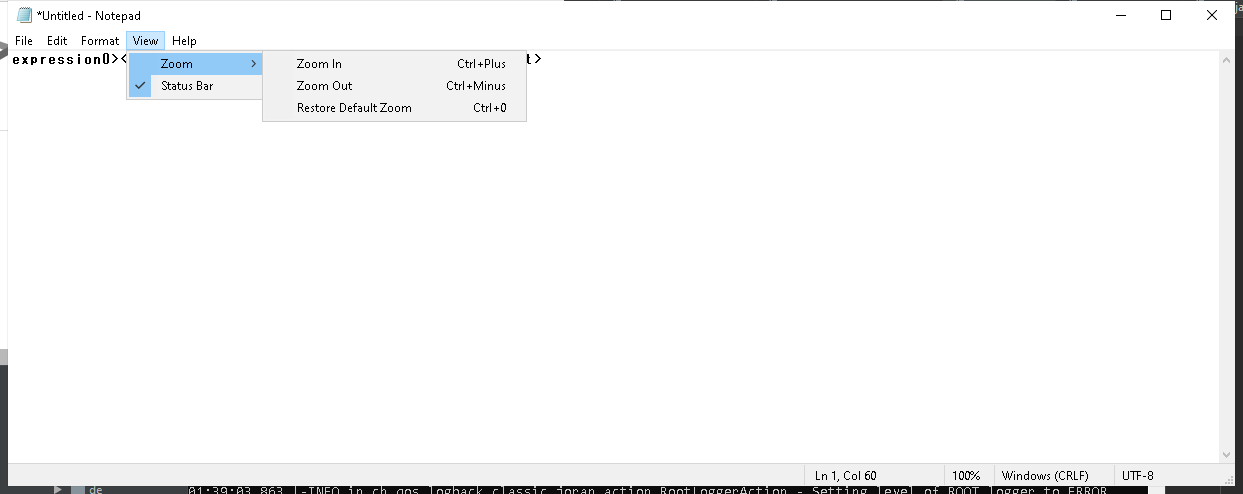 *Untitled - Notepad
File Edit Format View Help
expression0><
t>
Zoom
Status Bar
Zoom In Ctrl+Plus
Zoom Out Ctrl+Minus
Restore Default Zoom Ctrl+0
Ln 1, Col 60 100% Windows (CRLF) UTF-8
de 01:39:03,863 |-INFO in ch.qos.logback.classic.joran.action.RootLoggerAction - Setting level of ROOT logger to ERROR